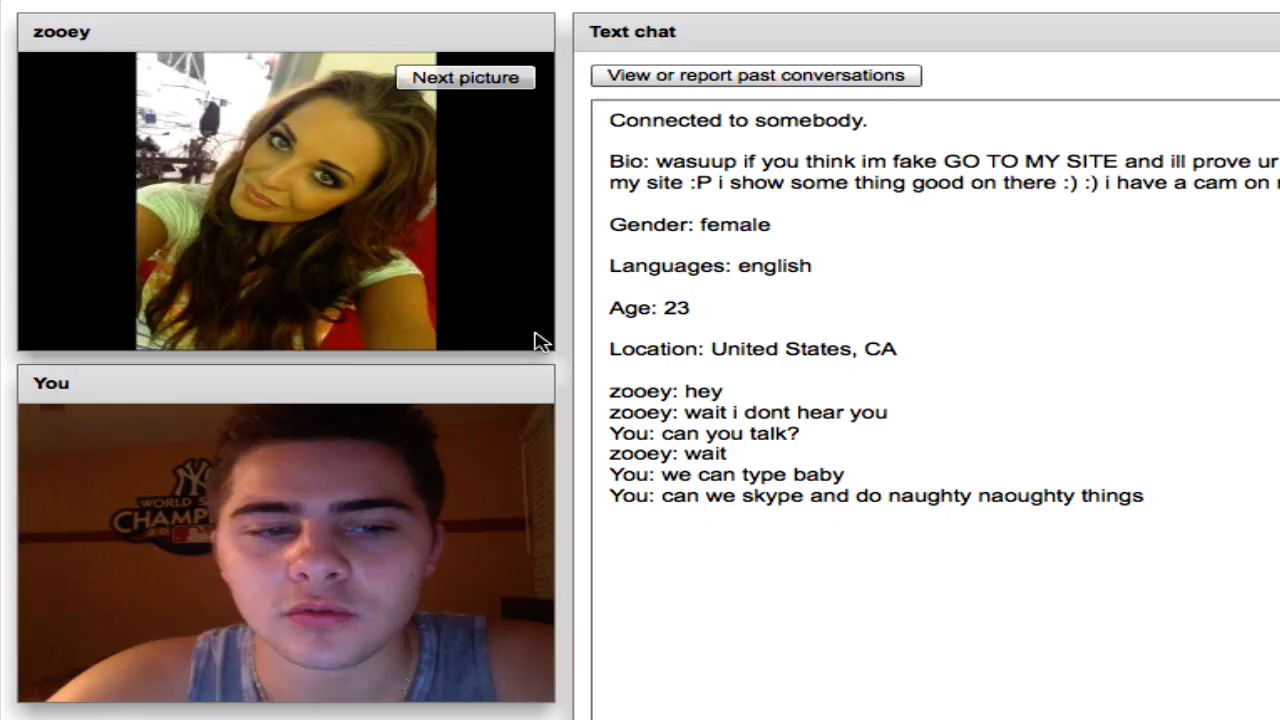 zooey
Next picture
You
NY
WORLD S
CHAMP
Text chat
View or report past conversations
Connected to somebody.
Bio: wasuup if you think im fake GO TO MY SITE and ill prove ur
my site :P i show some thing good on there :) :) i have a cam on
Gender: female
Languages: english
Age: 23
Location: United States, CA
zooey: hey
zooey: wait i dont hear you
You: can you talk?
zooey: wait
You: we can type baby
You: can we skype and do naughty naoughty things